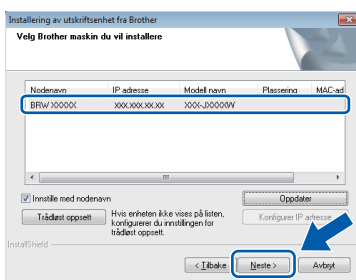 Installering av utskriftsenhet fra Brother
Velg Brother maskin du vil installere
Nodenavn IP adresse Modell navn Plassering MAC-ad
BRW XXXXX XXX.XXX.XX.XX XXX-JXXXXW
Innstille med nodenavn
Oppdater
Trådløst oppsett
Hvis enheten ikke vises på listen, konfigurerer du innstillingen for trådløst oppsett.
Konfigurer IP adresse
InstallShield
< Tilbake Neste > Avbryt